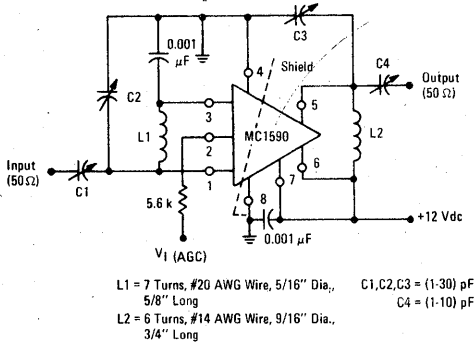 C3
0.001
μF
4
Shield
C4
Output
(50 Ω)
C2
3
5
L1
2
MC1590
L2
6
Input
(50 Ω)
C1
1
7
8
5.6 k
0.001 μF
+12 Vdc
VI (AGC)
L1 = 7 Turns, #20 AWG Wire, 5/16" Dia.,
5/8" Long
L2 = 6 Turns, #14 AWG Wire, 9/16" Dia.,
3/4" Long
C1,C2,C3 = (1-30) pF
C4 = (1-10) pF